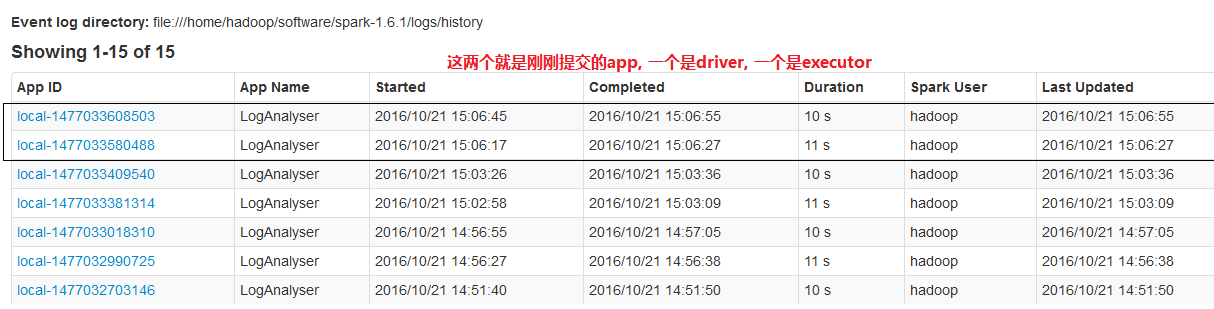 Event log directory: file:///home/hadoop/software/spark-1.6.1/logs/history
Showing 1-15 of 15
这两个就是刚刚提交的app, 一个是driver, 一个是executor
App ID App Name Started Completed Duration Spark User Last Updated
local-1477033608503 LogAnalyser 2016/10/21 15:06:45 2016/10/21 15:06:55 10 s hadoop 2016/10/21 15:06:55
local-1477033580488 LogAnalyser 2016/10/21 15:06:17 2016/10/21 15:06:27 11 s hadoop 2016/10/21 15:06:27
local-1477033409540 LogAnalyser 2016/10/21 15:03:26 2016/10/21 15:03:36 10 s hadoop 2016/10/21 15:03:36
local-1477033381314 LogAnalyser 2016/10/21 15:02:58 2016/10/21 15:03:09 11 s hadoop 2016/10/21 15:03:09
local-1477033018310 LogAnalyser 2016/10/21 14:56:55 2016/10/21 14:57:05 10 s hadoop 2016/10/21 14:57:05
local-1477032990725 LogAnalyser 2016/10/21 14:56:27 2016/10/21 14:56:38 11 s hadoop 2016/10/21 14:56:38
local-1477032703146 LogAnalyser 2016/10/21 14:51:40 2016/10/21 14:51:50 10 s hadoop 2016/10/21 14:51:50